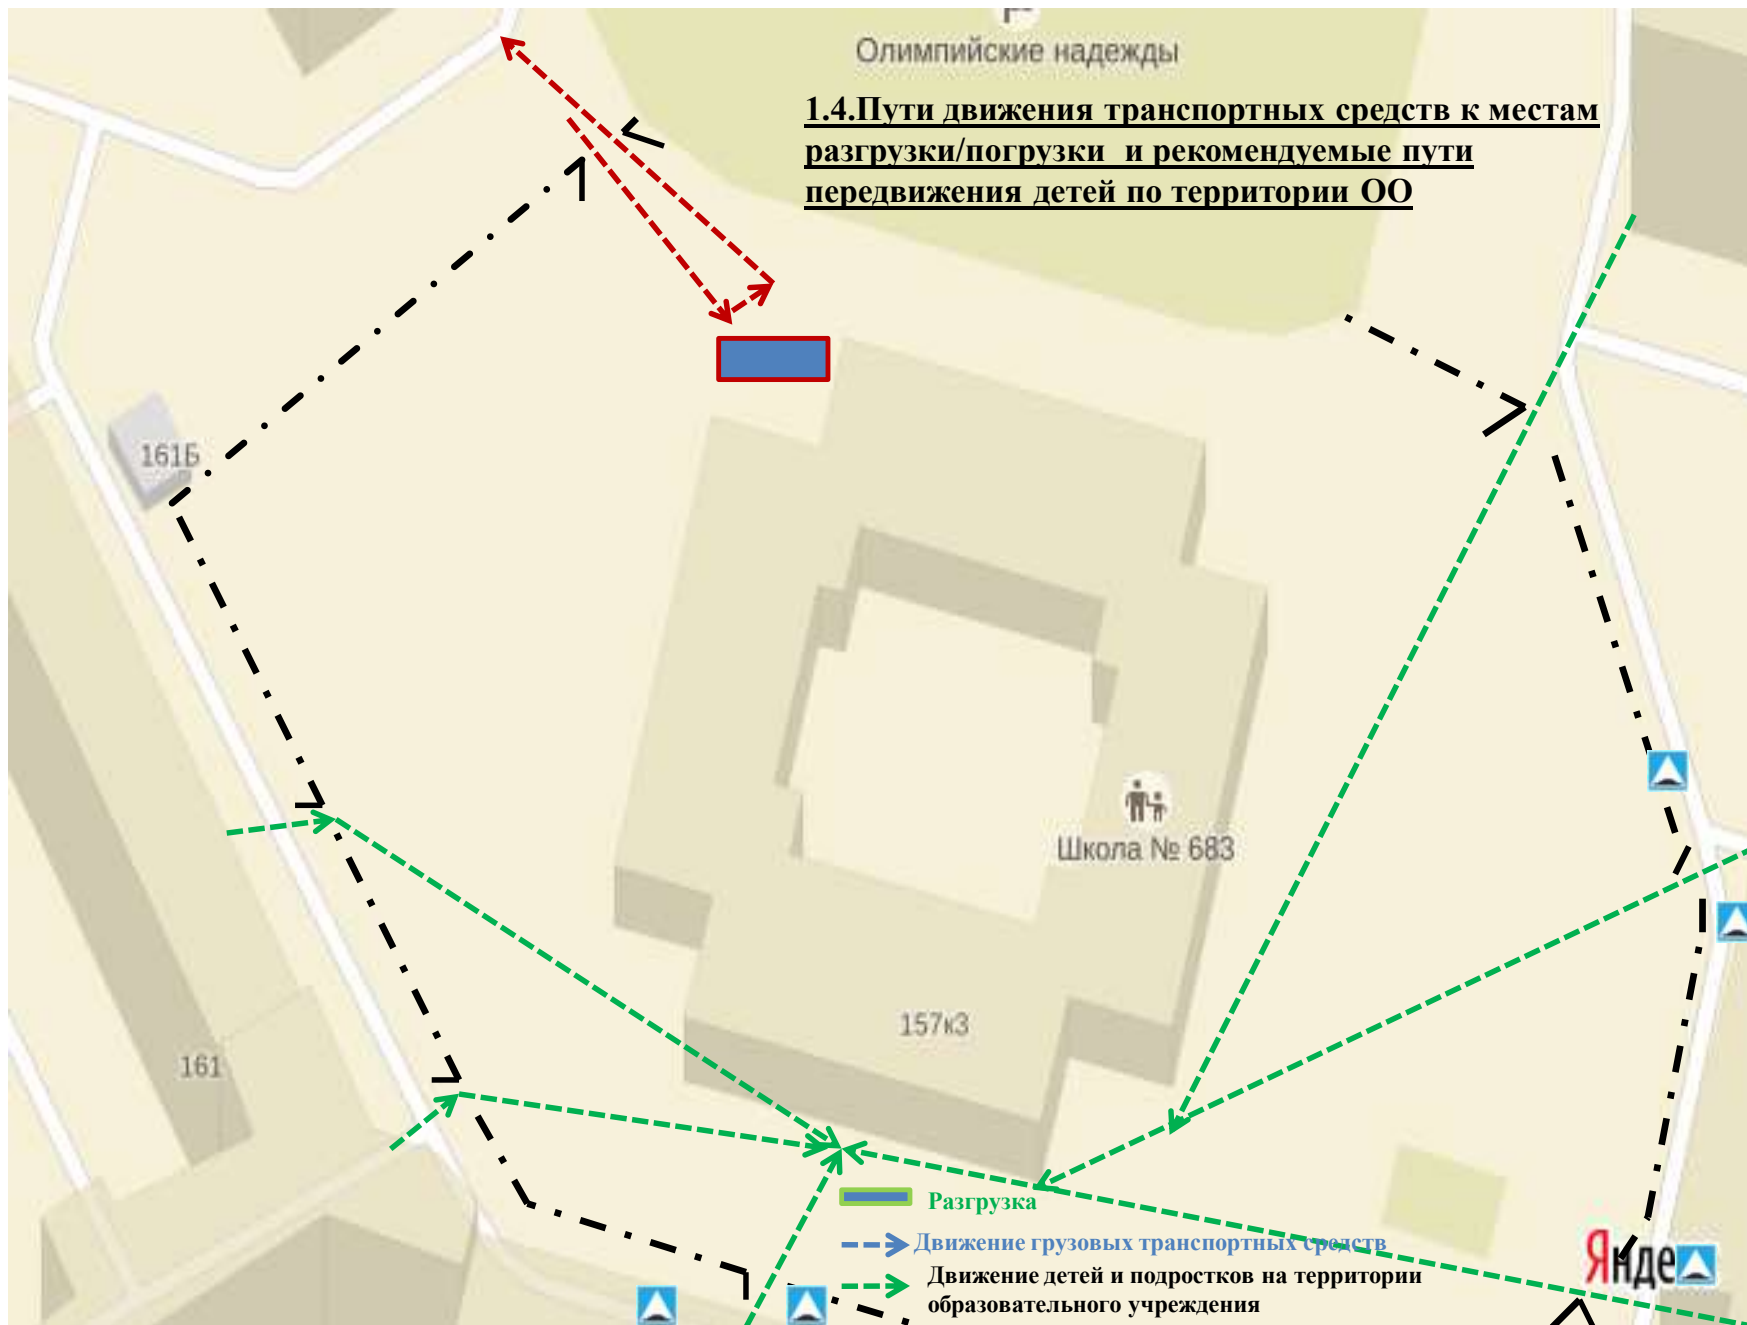 Олимпийские надежды
1.4.Пути движения транспортных средств к местам
разгрузки/погрузки и рекомендуемые пути
передвижения детей по территории ОО
161Б
Школа № 683
157к3
161
Разгрузка
Движение грузовых транспортных средств
Движение детей и подростков на территории
образовательного учреждения
Янде